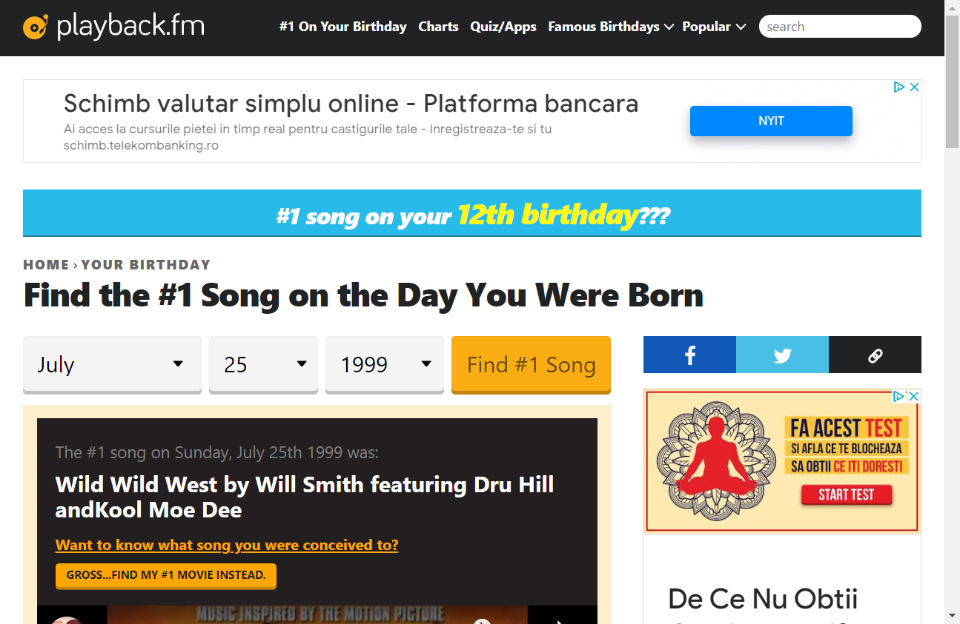 playback.fm
#1 On Your Birthday Charts Quiz/Apps Famous Birthdays Popular search
Schimb valutar simplu online - Platforma bancara
Ai acces la cursurile pietei in timp real pentru castigurile tale - Inregistreaza-te si tu
schimb.telekombanking.ro
NYIT
#1 song on your 12th birthday???
HOME › YOUR BIRTHDAY
Find the #1 Song on the Day You Were Born
July 25 1999 Find #1 Song
The #1 song on Sunday, July 25th 1999 was:
Wild Wild West by Will Smith featuring Dru Hill
andKool Moe Dee
Want to know what song you were conceived to?
GROSS...FIND MY #1 MOVIE INSTEAD.
MUSIC INSPIRED BY THE MOTION PICTURE
FA ACEST TEST
SI AFLA CE TE BLOCHEAZA
SA OBTII CE ITI DORESTI
START TEST
De Ce Nu Obtii